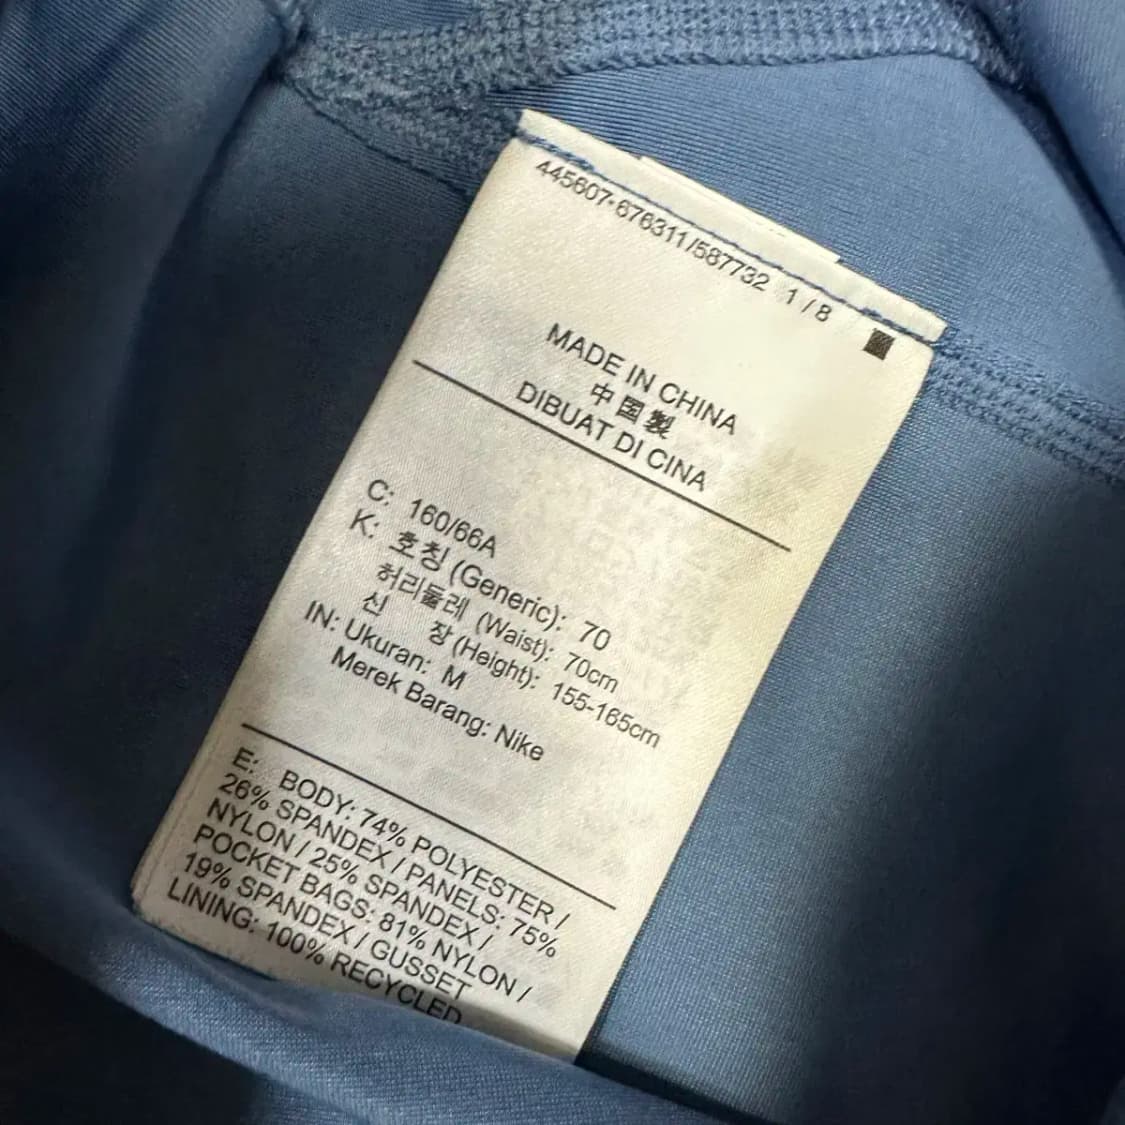 445607-676311/587732 1/8
MADE IN CHINA
中国製
DIBUAT DI CINA
C: 160/66A
K: 호칭 (Generic): 70
허리둘레 (Waist): 70cm
신 장 (Height): 155-165cm
IN: Ukuran: M
Merek Barang: Nike
E: BODY: 74% POLYESTER /
26% SPANDEX / PANELS: 75%
NYLON / 25% SPANDEX /
POCKET BAGS: 81% NYLON /
19% SPANDEX / GUSSET
LINING: 100% RECYCLED